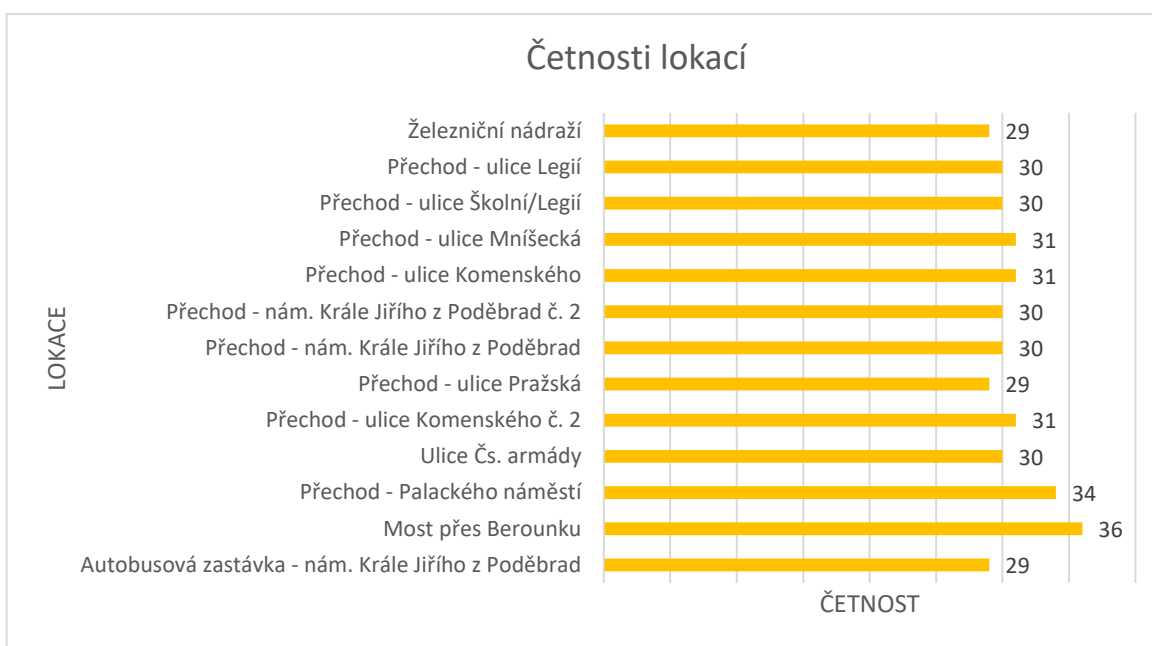 Četnosti lokací
Železniční nádraží 29
Přechod - ulice Legií 30
Přechod - ulice Školní/Legií 30
Přechod - ulice Mníšecká 31
Přechod - ulice Komenského 31
Přechod - nám. Krále Jiřího z Poděbrad č. 2 30
Přechod - nám. Krále Jiřího z Poděbrad 30
Přechod - ulice Pražská 29
Přechod - ulice Komenského č. 2 31
Ulice Čs. armády 30
Přechod - Palackého náměstí 34
Most přes Berounku 36
Autobusová zastávka - nám. Krále Jiřího z Poděbrad 29
LOKACE
ČETNOST